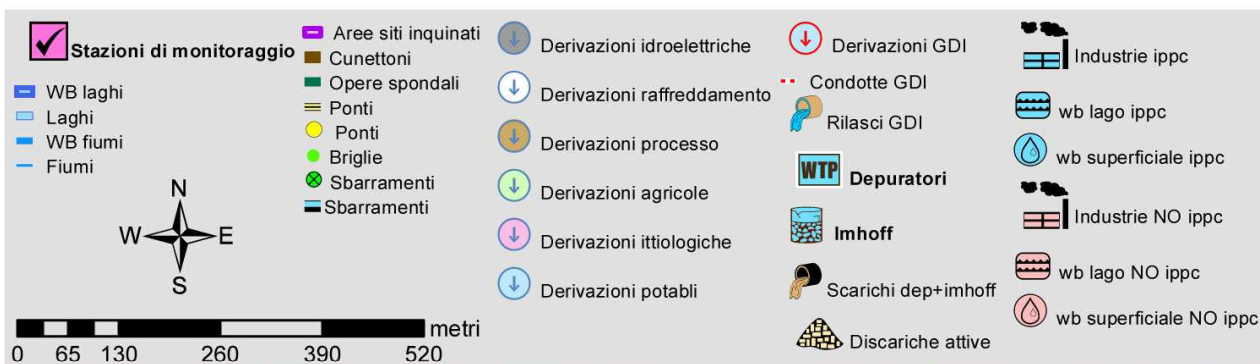 Stazioni di monitoraggio
WB laghi
Laghi
WB fiumi
Fiumi
N
W E
S
metri
0 65 130 260 390 520
Aree siti inquinati
Cunettoni
Opere spondali
Ponti
Ponti
Briglie
Sbarramenti
Sbarramenti
Derivazioni idroelettriche
Derivazioni raffreddamento
Derivazioni processo
Derivazioni agricole
Derivazioni ittiologiche
Derivazioni potabli
Derivazioni GDI
Condotte GDI
Rilasci GDI
WTP Depuratori
Imhoff
Scarichi dep+imhoff
Discariche attive
Industrie ippc
wb lago ippc
wb superficiale ippc
Industrie NO ippc
wb lago NO ippc
wb superficiale NO ippc